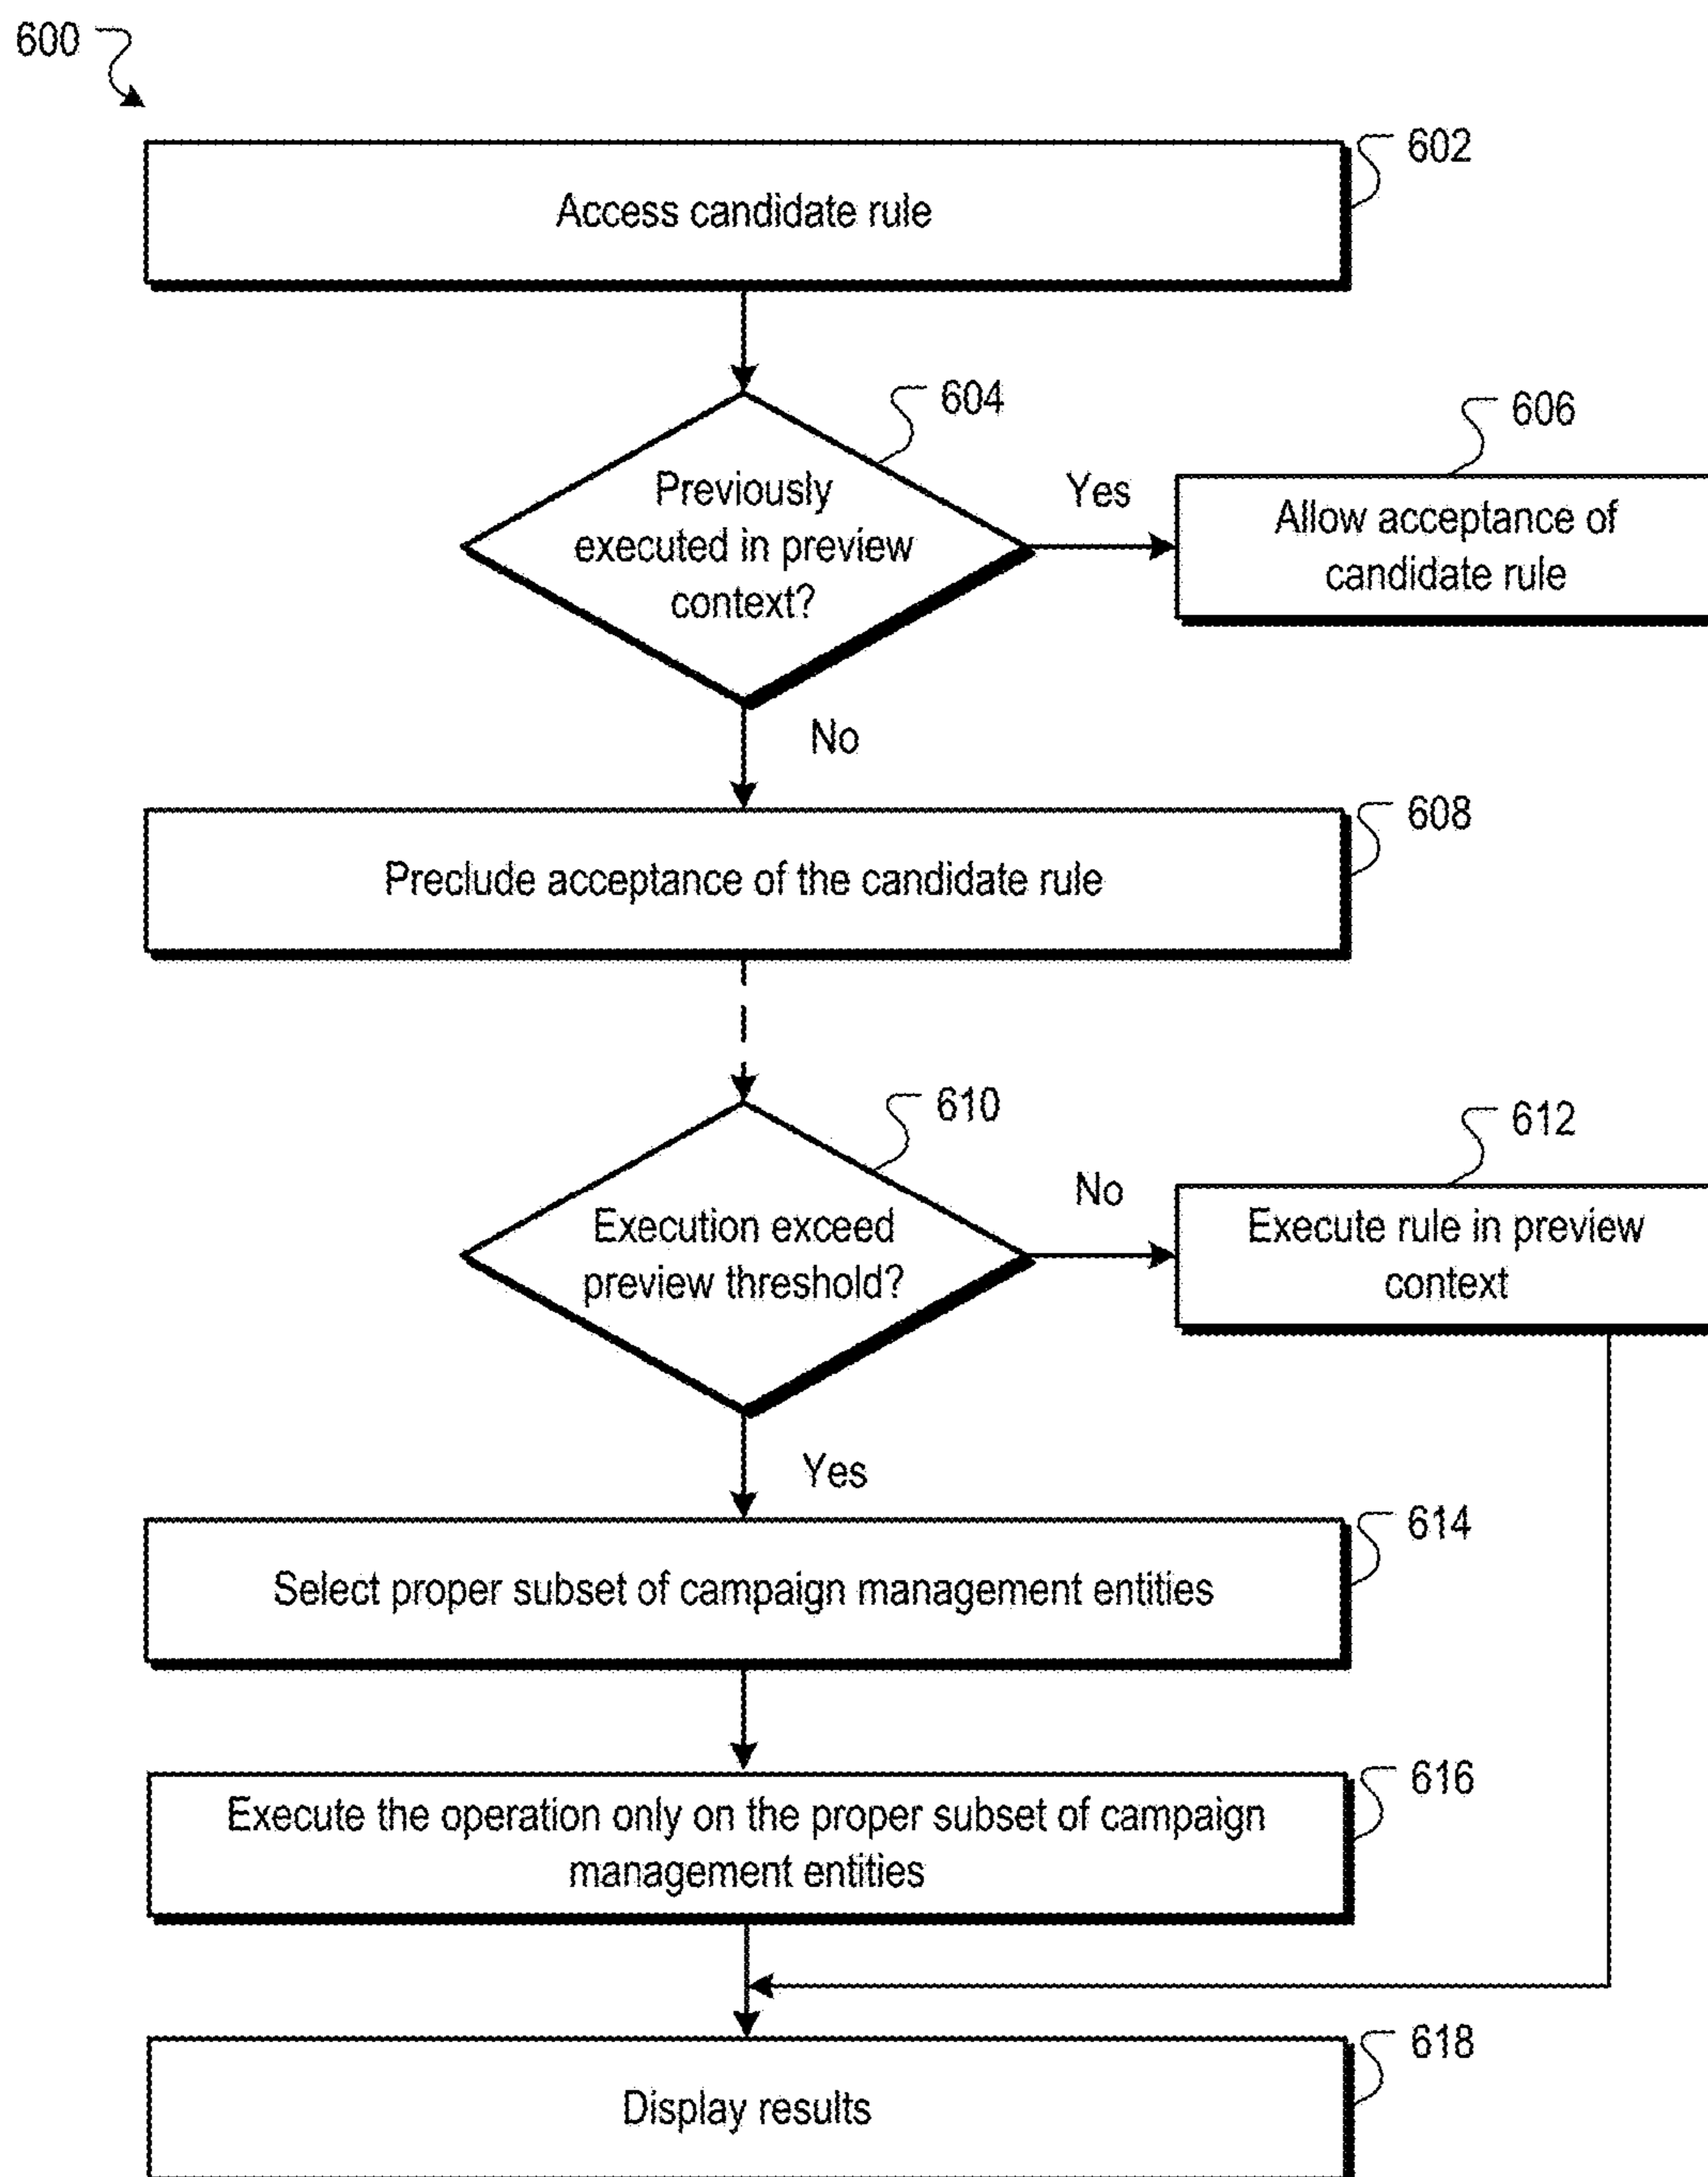 600
602
Access candidate rule
604
606
Previously
executed in preview
context?
Yes
Allow acceptance of
candidate rule
No
608
Preclude acceptance of the candidate rule
610
612
Execution exceed
preview threshold?
No
Execute rule in preview
context
Yes
614
Select proper subset of campaign management entities
616
Execute the operation only on the proper subset of campaign
management entities
618
Display results